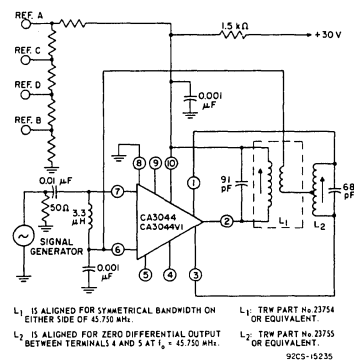 REF. A
REF. C
REF. D
REF. B
1.5 kΩ
+30 V
0.001
μF
0.01 μF
50Ω
3.3
μH
SIGNAL
GENERATOR
0.001
μF
8
9
10
1
7
6
5
4
3
2
CA3044
CA3044V1
91
pF
L₁
L₂
68
pF
L₁ IS ALIGNED FOR SYMMETRICAL BANDWIDTH ON
EITHER SIDE OF 45.750 MHz.
L₂ IS ALIGNED FOR ZERO DIFFERENTIAL OUTPUT
BETWEEN TERMINALS 4 AND 5 AT f₀ = 45.750 MHz.
L₁: TRW PART No.23754
OR EQUIVALENT.
L₂: TRW PART No.23755
OR EQUIVALENT.
92CS-15235